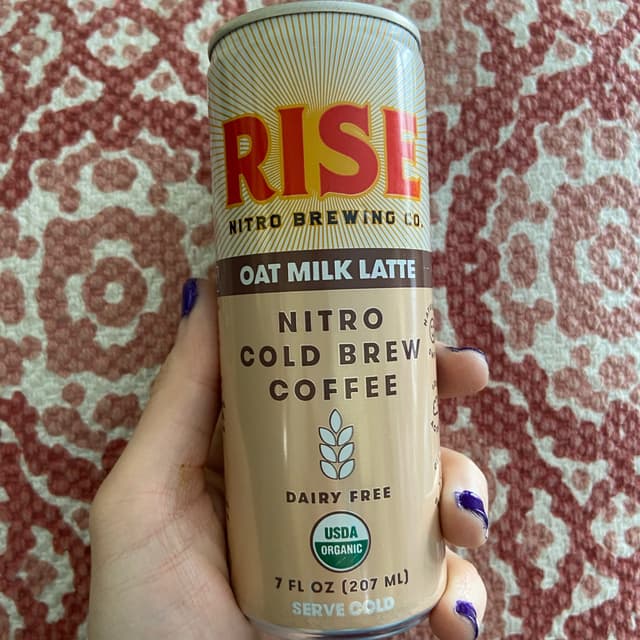 RISE
NITRO BREWING CO.
OAT MILK LATTE
NITRO
COLD BREW
COFFEE
DAIRY FREE
USDA
ORGANIC
7 FL OZ (207 ML)
SERVE COLD